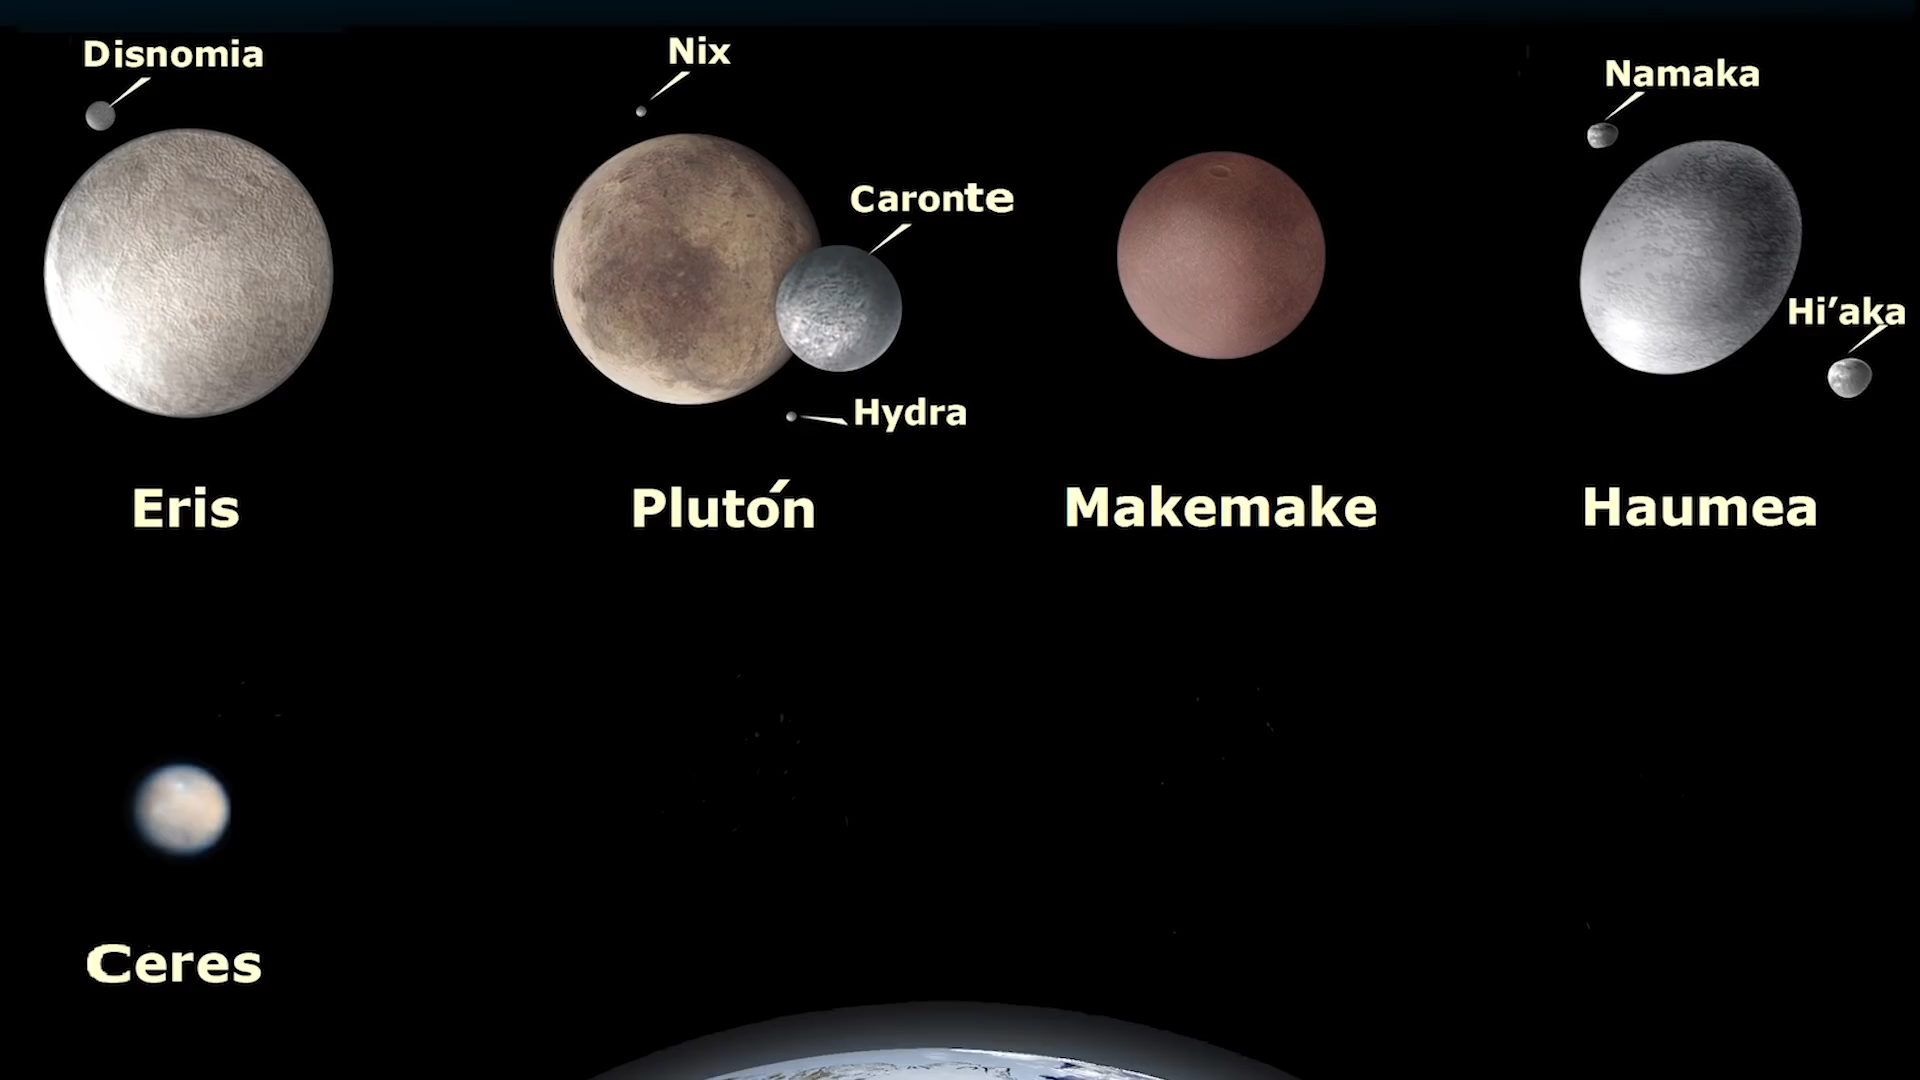 Disnomia
Nix
Namaka
Caronte
Hi’aka
Hydra
Eris
Plutón
Makemake
Haumea
Ceres